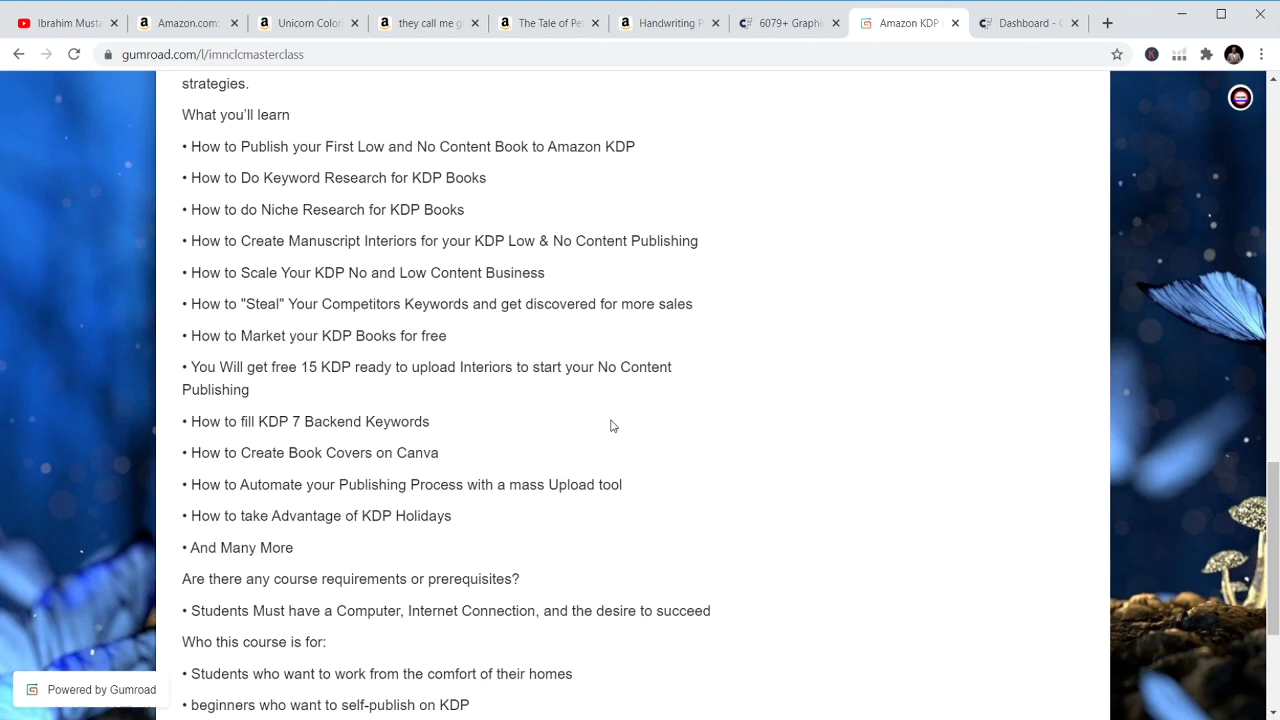 Ibrahim Musta
Amazon.com:
Unicorn Color
they call me g
The Tale of Pe
Handwriting P
6079+ Graphi
Amazon KDP
Dashboard - C
gumroad.com/l/imnclcmasterclass
strategies.
What you'll learn
• How to Publish your First Low and No Content Book to Amazon KDP
• How to Do Keyword Research for KDP Books
• How to do Niche Research for KDP Books
• How to Create Manuscript Interiors for your KDP Low & No Content Publishing
• How to Scale Your KDP No and Low Content Business
• How to "Steal" Your Competitors Keywords and get discovered for more sales
• How to Market your KDP Books for free
• You Will get free 15 KDP ready to upload Interiors to start your No Content
Publishing
• How to fill KDP 7 Backend Keywords
• How to Create Book Covers on Canva
• How to Automate your Publishing Process with a mass Upload tool
• How to take Advantage of KDP Holidays
• And Many More
Are there any course requirements or prerequisites?
• Students Must have a Computer, Internet Connection, and the desire to succeed
Who this course is for:
• Students who want to work from the comfort of their homes
• beginners who want to self-publish on KDP
Powered by Gumroad